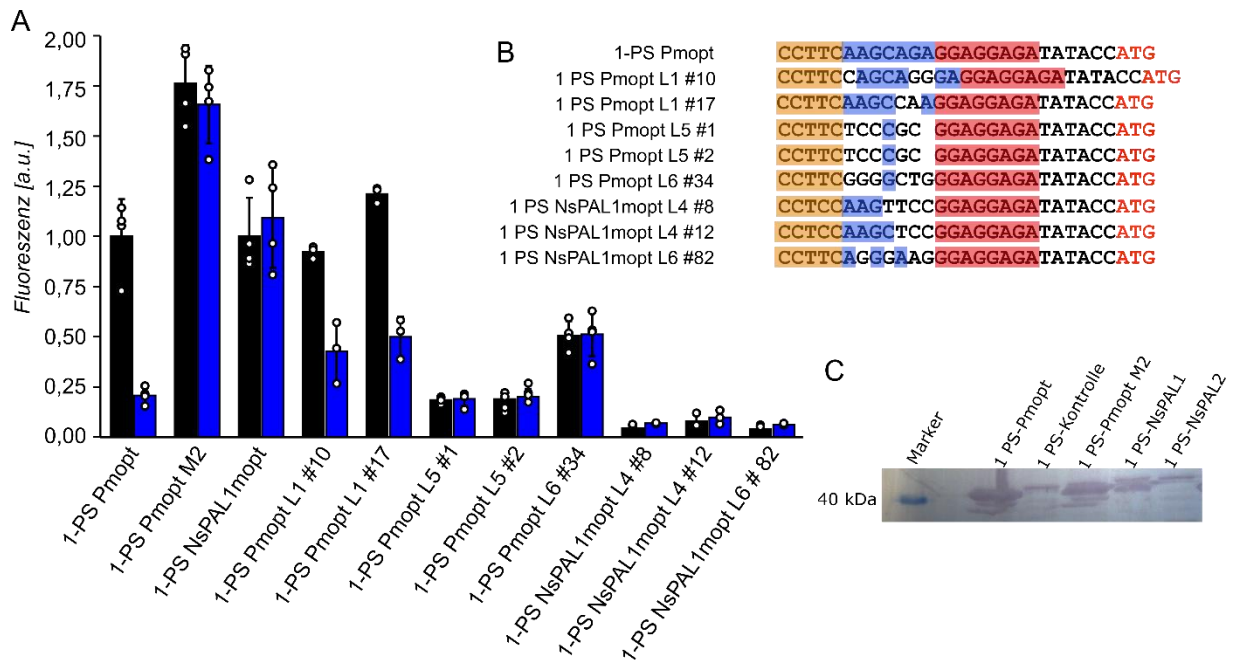 A
2,00
1,75
1,50
1,25
1,00
0,75
0,50
0,25
0,00
Fluoreszenz [a.u.]
1-PS Pmopt
1-PS Pmopt M2
1-PS NsPAL1mopt
1-PS Pmopt L1 #10
1-PS Pmopt L1 #17
1-PS Pmopt L5 #1
1-PS Pmopt L5 #2
1-PS Pmopt L6 #34
1-PS NsPAL1mopt L4 #8
1-PS NsPAL1mopt L4 #12
1-PS NsPAL1mopt L6 # 82
B
1-PS Pmopt CCTTCAAGCAGAGGAGGAGATATACCATG
1 PS Pmopt L1 #10 CCTTCCAGCAGGGAGGAGGAGATATACCATG
1 PS Pmopt L1 #17 CCTTCAAGCCAAGGAGGAGATATACCATG
1 PS Pmopt L5 #1 CCTTCTCCCGC GGAGGAGATATACCATG
1 PS Pmopt L5 #2 CCTTCTCCCGC GGAGGAGATATACCATG
1 PS Pmopt L6 #34 CCTTCGGGGCTGGGAGGAGATATACCATG
1 PS NsPAL1mopt L4 #8 CCTCCAAGTTCCGGAGGAGATATACCATG
1 PS NsPAL1mopt L4 #12 CCTCCAAGCTCCGGAGGAGATATACCATG
1 PS NsPAL1mopt L6 #82 CCTTCAGGGAAGGGAGGAGATATACCATG
C
Marker
1 PS-Pmopt
1 PS-Kontrolle
1 PS-Pmopt M2
1 PS-NsPAL1
1 PS-NsPAL2
40 kDa